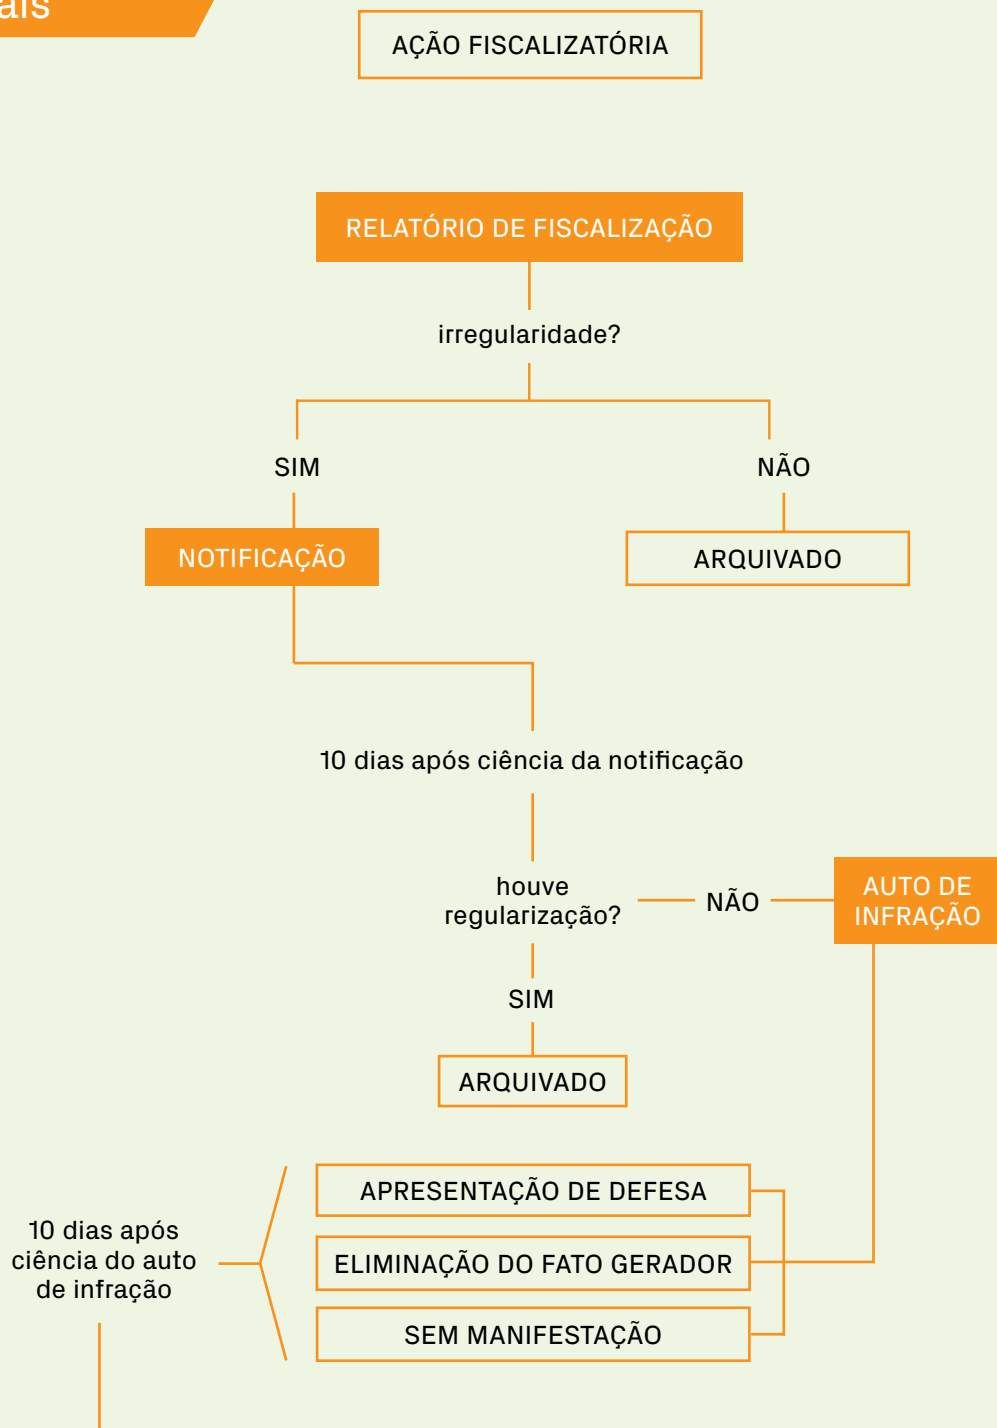 AÇÃO FISCALIZATÓRIA
RELATÓRIO DE FISCALIZAÇÃO
irregularidade?
SIM
NÃO
NOTIFICAÇÃO
ARQUIVADO
10 dias após ciência da notificação
houve
regularização?
NÃO
AUTO DE
INFRAÇÃO
SIM
ARQUIVADO
APRESENTAÇÃO DE DEFESA
ELIMINAÇÃO DO FATO GERADOR
SEM MANIFESTAÇÃO
10 dias após
ciência do auto
de infração